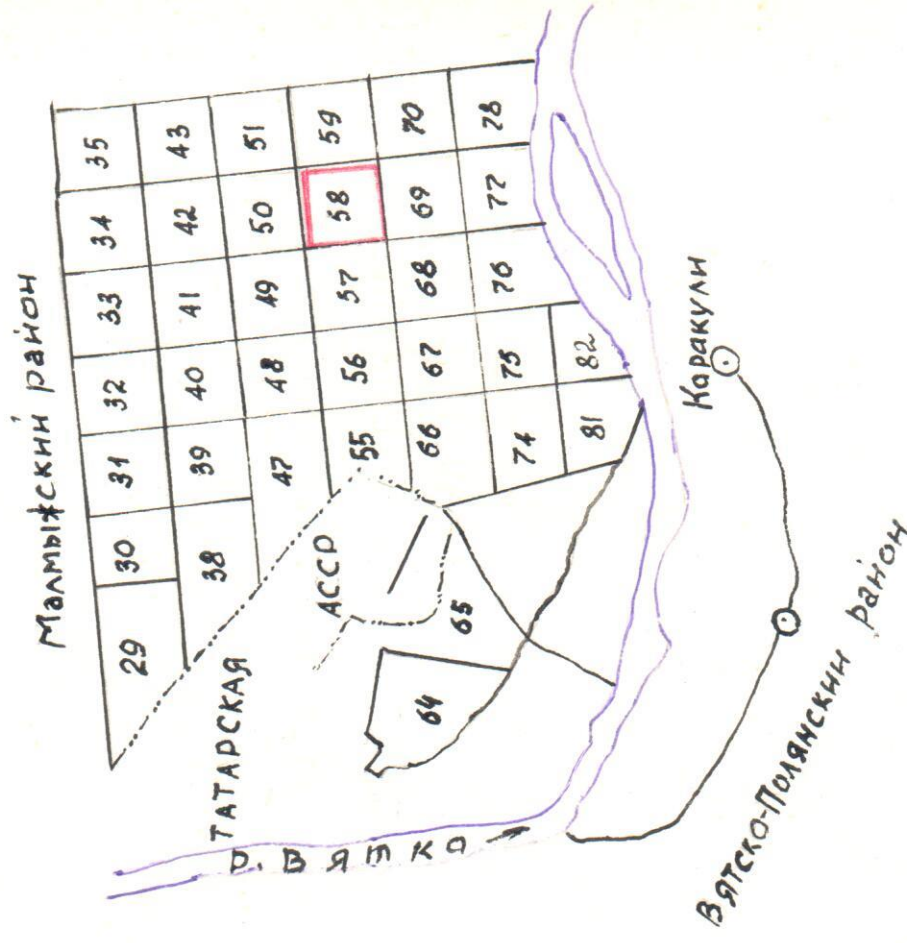 Малмыжский район
29 30 31 32 33 34 35
38 39 40 41 42 43
47 48 49 50 51
55 56 57 58 59
64 65 66 67 68 69 70
74 75 76 77 78
81 82
ТАТАРСКАЯ
АССР
р. ВЯТКА
Каракули
ВЯТСКО-ПОЛЯНСКИЙ район